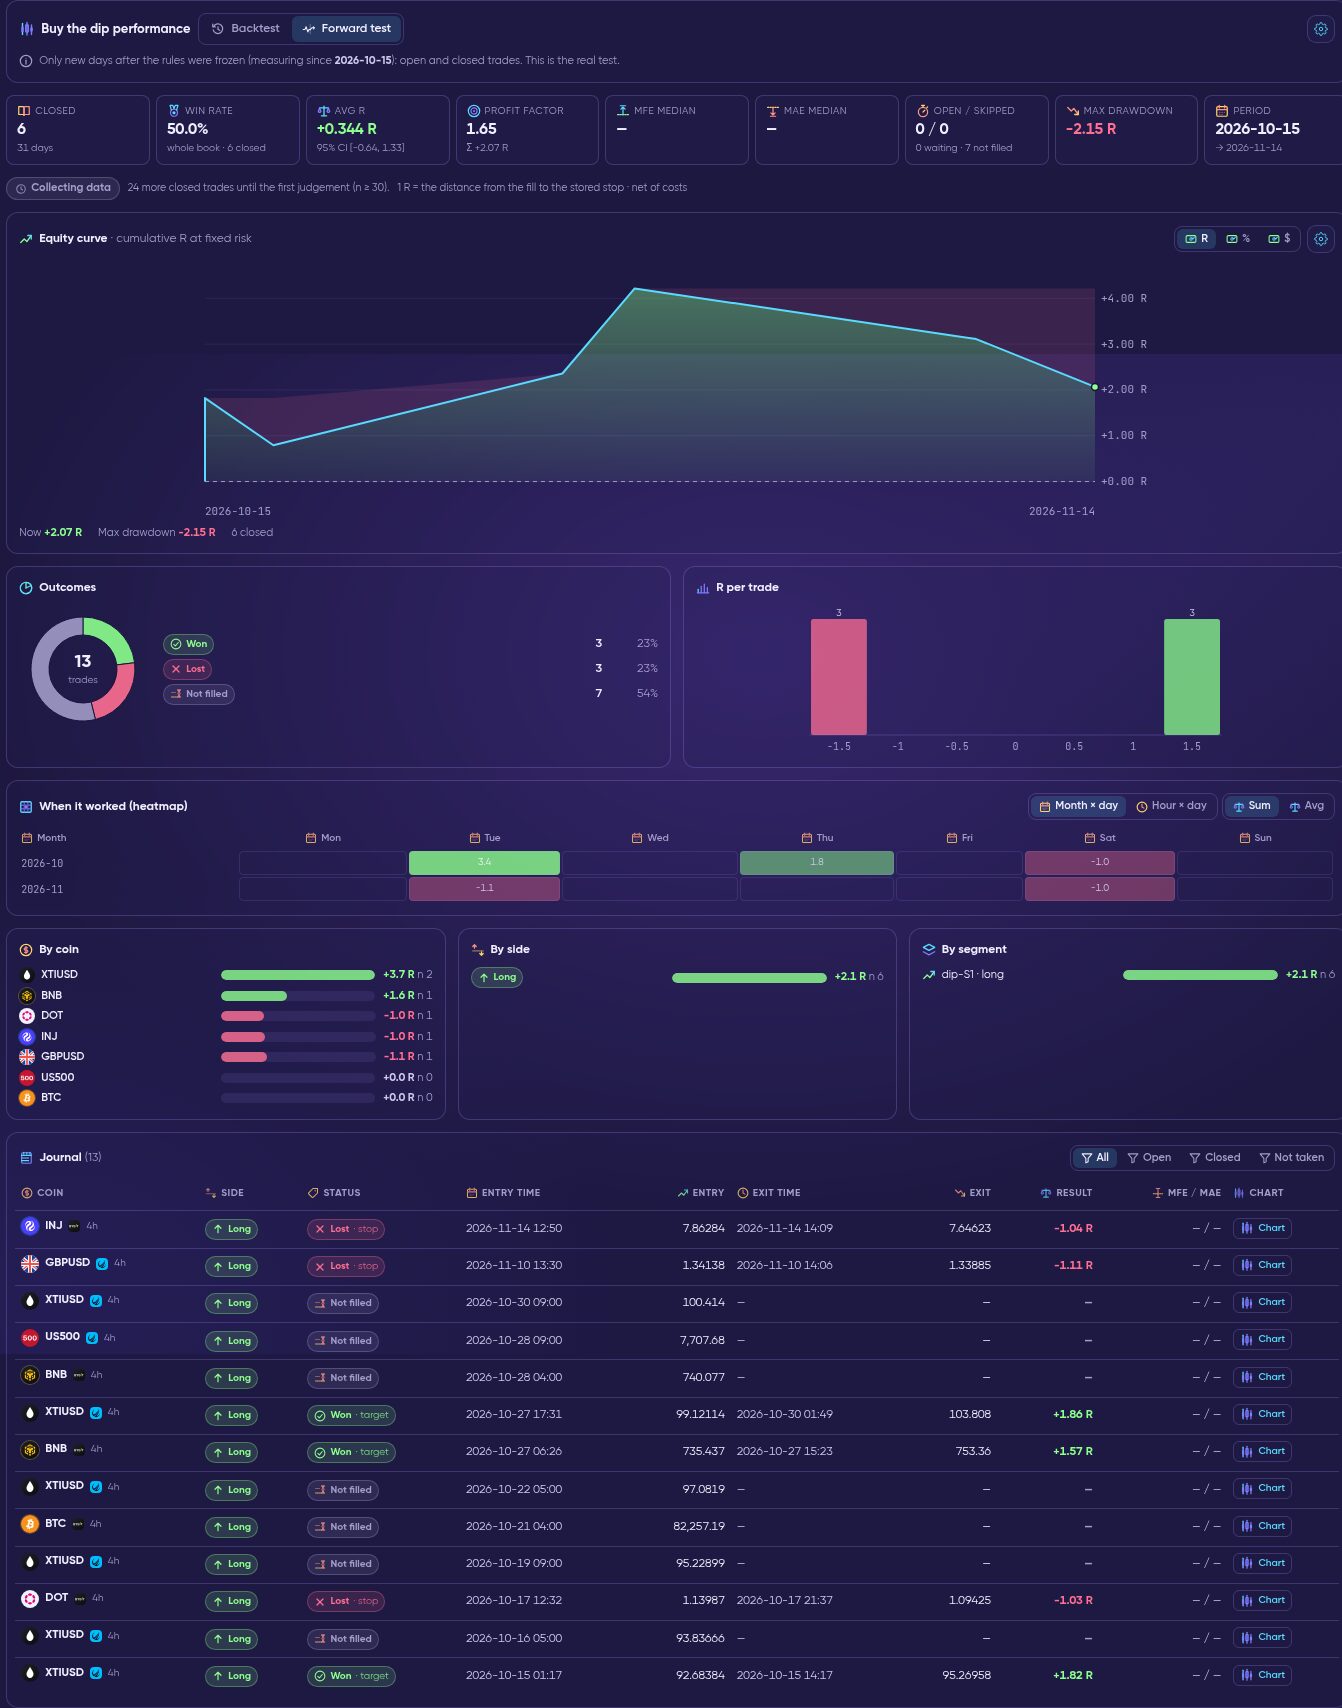 Buy the dip performance Backtest Forward test
Only new days after the rules were frozen (measuring since 2026-10-15): open and closed trades. This is the real test.
CLOSED
6
31 days
WIN RATE
50.0%
whole book · 6 closed
AVG R
+0.344 R
95% CI [-0.64, 1.33]
PROFIT FACTOR
1.65
Σ +2.07 R
MFE MEDIAN
—
MAE MEDIAN
—
OPEN / SKIPPED
0 / 0
0 waiting · 7 not filled
MAX DRAWDOWN
-2.15 R
PERIOD
2026-10-15
→ 2026-11-14
Collecting data 24 more closed trades until the first judgement (n ≥ 30). 1 R = the distance from the fill to the stored stop · net of costs
Equity curve · cumulative R at fixed risk R % $
+4.00 R
+3.00 R
+2.00 R
+1.00 R
+0.00 R
2026-10-15 2026-11-14
Now +2.07 R Max drawdown -2.15 R 6 closed
Outcomes
13
trades
Won 3 23%
Lost 3 23%
Not filled 7 54%
R per trade
3 3
-1.5 -1 -0.5 0 0.5 1 1.5
When it worked (heatmap) Month × day Hour × day Sum Avg
Month Mon Tue Wed Thu Fri Sat Sun
2026-10 3.4 1.8 -1.0
2026-11 -1.1 -1.0
By coin
XTIUSD +3.7 R n 2
BNB +1.6 R n 1
DOT -1.0 R n 1
INJ -1.0 R n 1
GBPUSD -1.1 R n 1
500 US500 +0.0 R n 0
BTC +0.0 R n 0
By side
Long +2.1 R n 6
By segment
dip-S1 · long +2.1 R n 6
Journal (13) All Open Closed Not taken
COIN SIDE STATUS ENTRY TIME ENTRY EXIT TIME EXIT RESULT MFE / MAE CHART
INJ 4h Long Lost · stop 2026-11-14 12:50 7.86284 2026-11-14 14:09 7.64623 -1.04 R — / — Chart
GBPUSD 4h Long Lost · stop 2026-11-10 13:30 1.34138 2026-11-10 14:06 1.33885 -1.11 R — / — Chart
XTIUSD 4h Long Not filled 2026-10-30 09:00 100.414 — — — — / — Chart
500 US500 4h Long Not filled 2026-10-28 09:00 7,707.68 — — — — / — Chart
BNB 4h Long Not filled 2026-10-28 04:00 740.077 — — — — / — Chart
XTIUSD 4h Long Won · target 2026-10-27 17:31 99.12114 2026-10-30 01:49 103.808 +1.86 R — / — Chart
BNB 4h Long Won · target 2026-10-27 06:26 735.437 2026-10-27 15:23 753.36 +1.57 R — / — Chart
XTIUSD 4h Long Not filled 2026-10-22 05:00 97.0819 — — — — / — Chart
BTC 4h Long Not filled 2026-10-21 04:00 82,257.19 — — — — / — Chart
XTIUSD 4h Long Not filled 2026-10-19 09:00 95.22899 — — — — / — Chart
DOT 4h Long Lost · stop 2026-10-17 12:32 1.13987 2026-10-17 21:37 1.09425 -1.03 R — / — Chart
XTIUSD 4h Long Not filled 2026-10-16 05:00 93.83666 — — — — / — Chart
XTIUSD 4h Long Won · target 2026-10-15 01:17 92.68384 2026-10-15 14:17 95.26958 +1.82 R — / — Chart